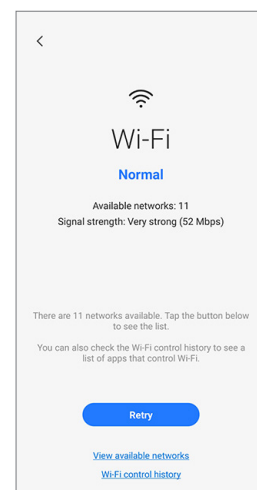 Wi-Fi
Normal
Available networks: 11
Signal strength: Very strong (52 Mbps)
There are 11 networks available. Tap the button below
to see the list.
You can also check the Wi-Fi control history to see a
list of apps that control Wi-Fi.
Retry
View available networks
Wi-Fi control history